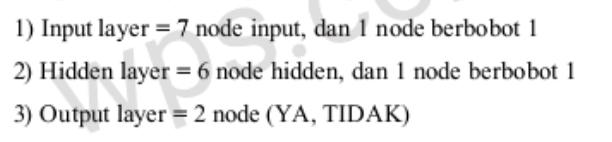 1) Input layer = 7 node input, dan 1 node berbobot 1
2) Hidden layer = 6 node hidden, dan 1 node berbobot 1
3) Output layer = 2 node (YA, TIDAK)